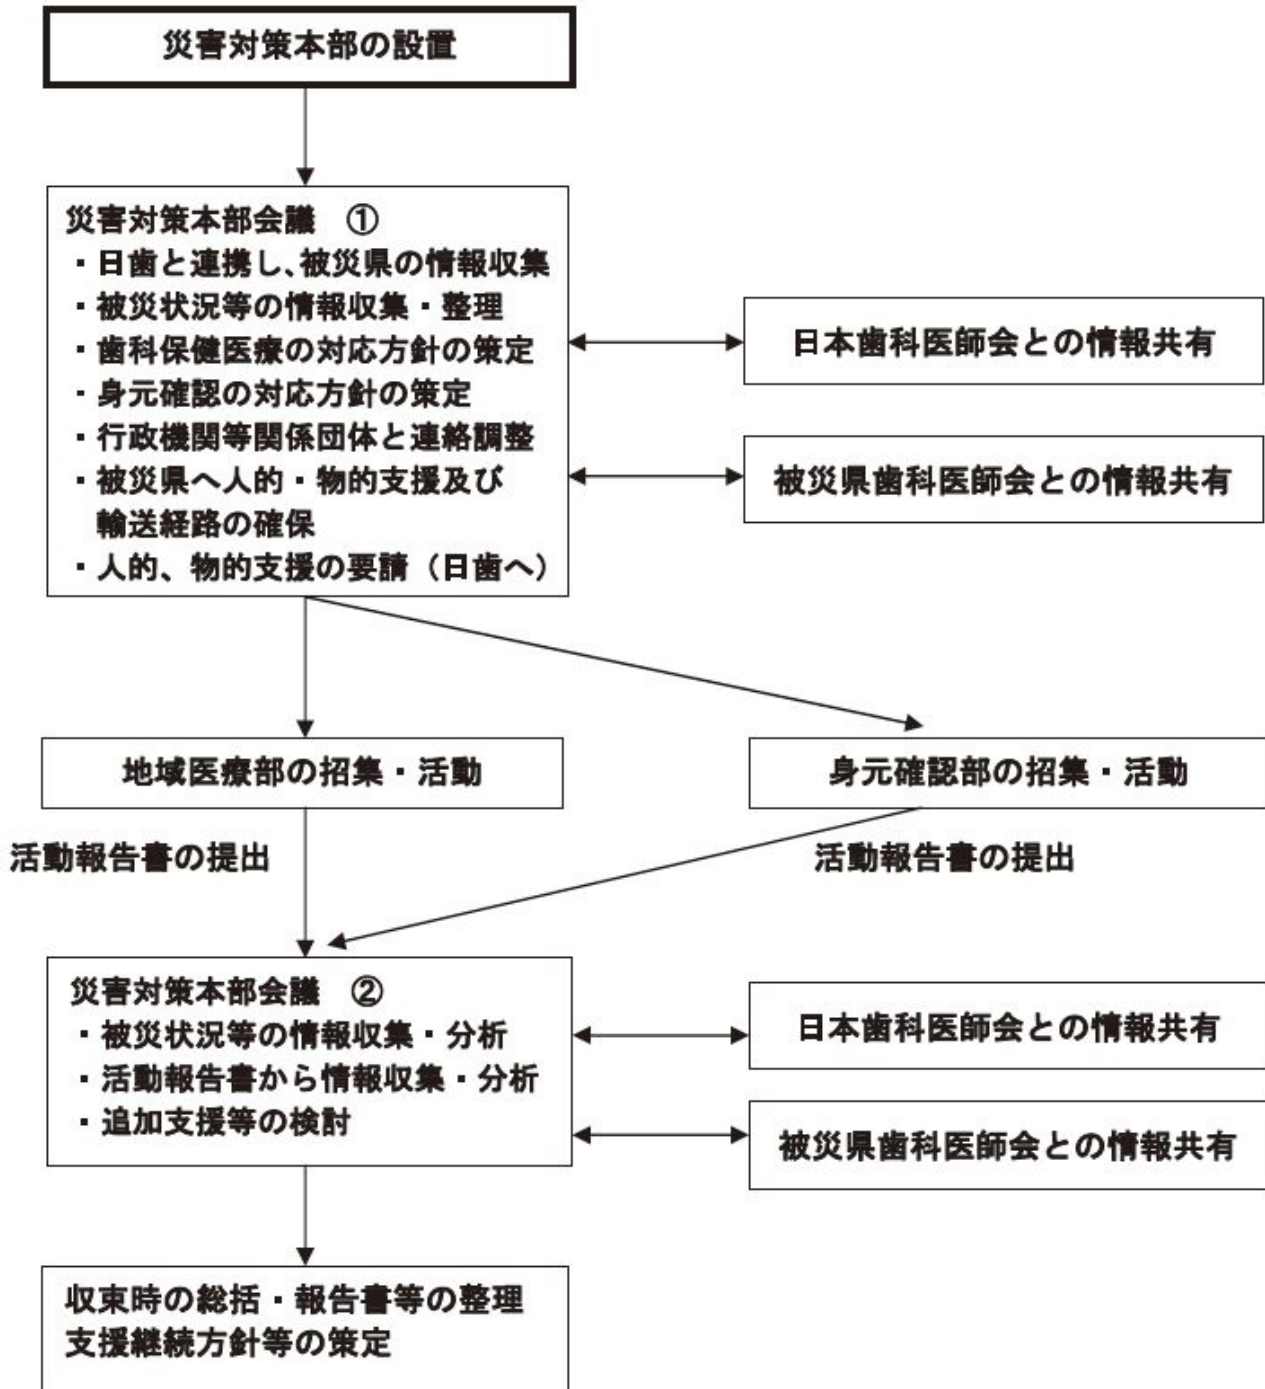 災害対策本部の設置
災害対策本部会議　①
・日歯と連携し、被災県の情報収集
・被災状況等の情報収集・整理
・歯科保健医療の対応方針の策定
・身元確認の対応方針の策定
・行政機関等関係団体と連絡調整
・被災県へ人的・物的支援及び
輸送経路の確保
・人的、物的支援の要請（日歯へ）
日本歯科医師会との情報共有
被災県歯科医師会との情報共有
地域医療部の招集・活動
身元確認部の招集・活動
活動報告書の提出
活動報告書の提出
災害対策本部会議　②
・被災状況等の情報収集・分析
・活動報告書から情報収集・分析
・追加支援等の検討
日本歯科医師会との情報共有
被災県歯科医師会との情報共有
収束時の総括・報告書等の整理
支援継続方針等の策定